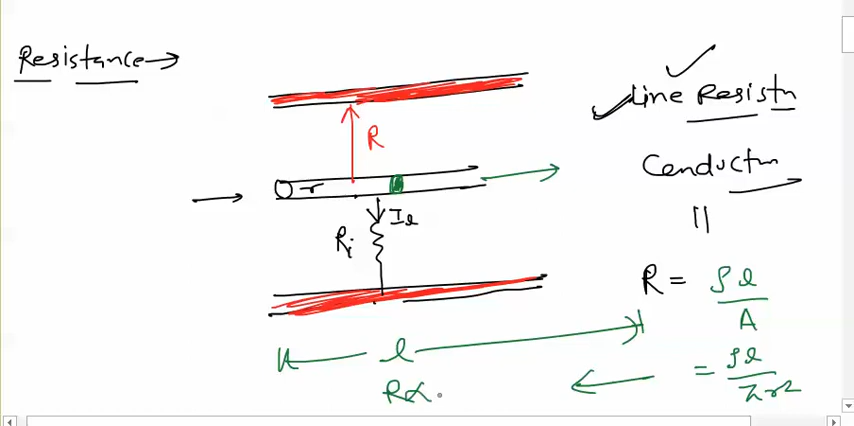 Resistance →
Line Resistn
R
Conductn
r
Il
Ri
||
R = ρl/A
l
= ρl/πr²
R∝